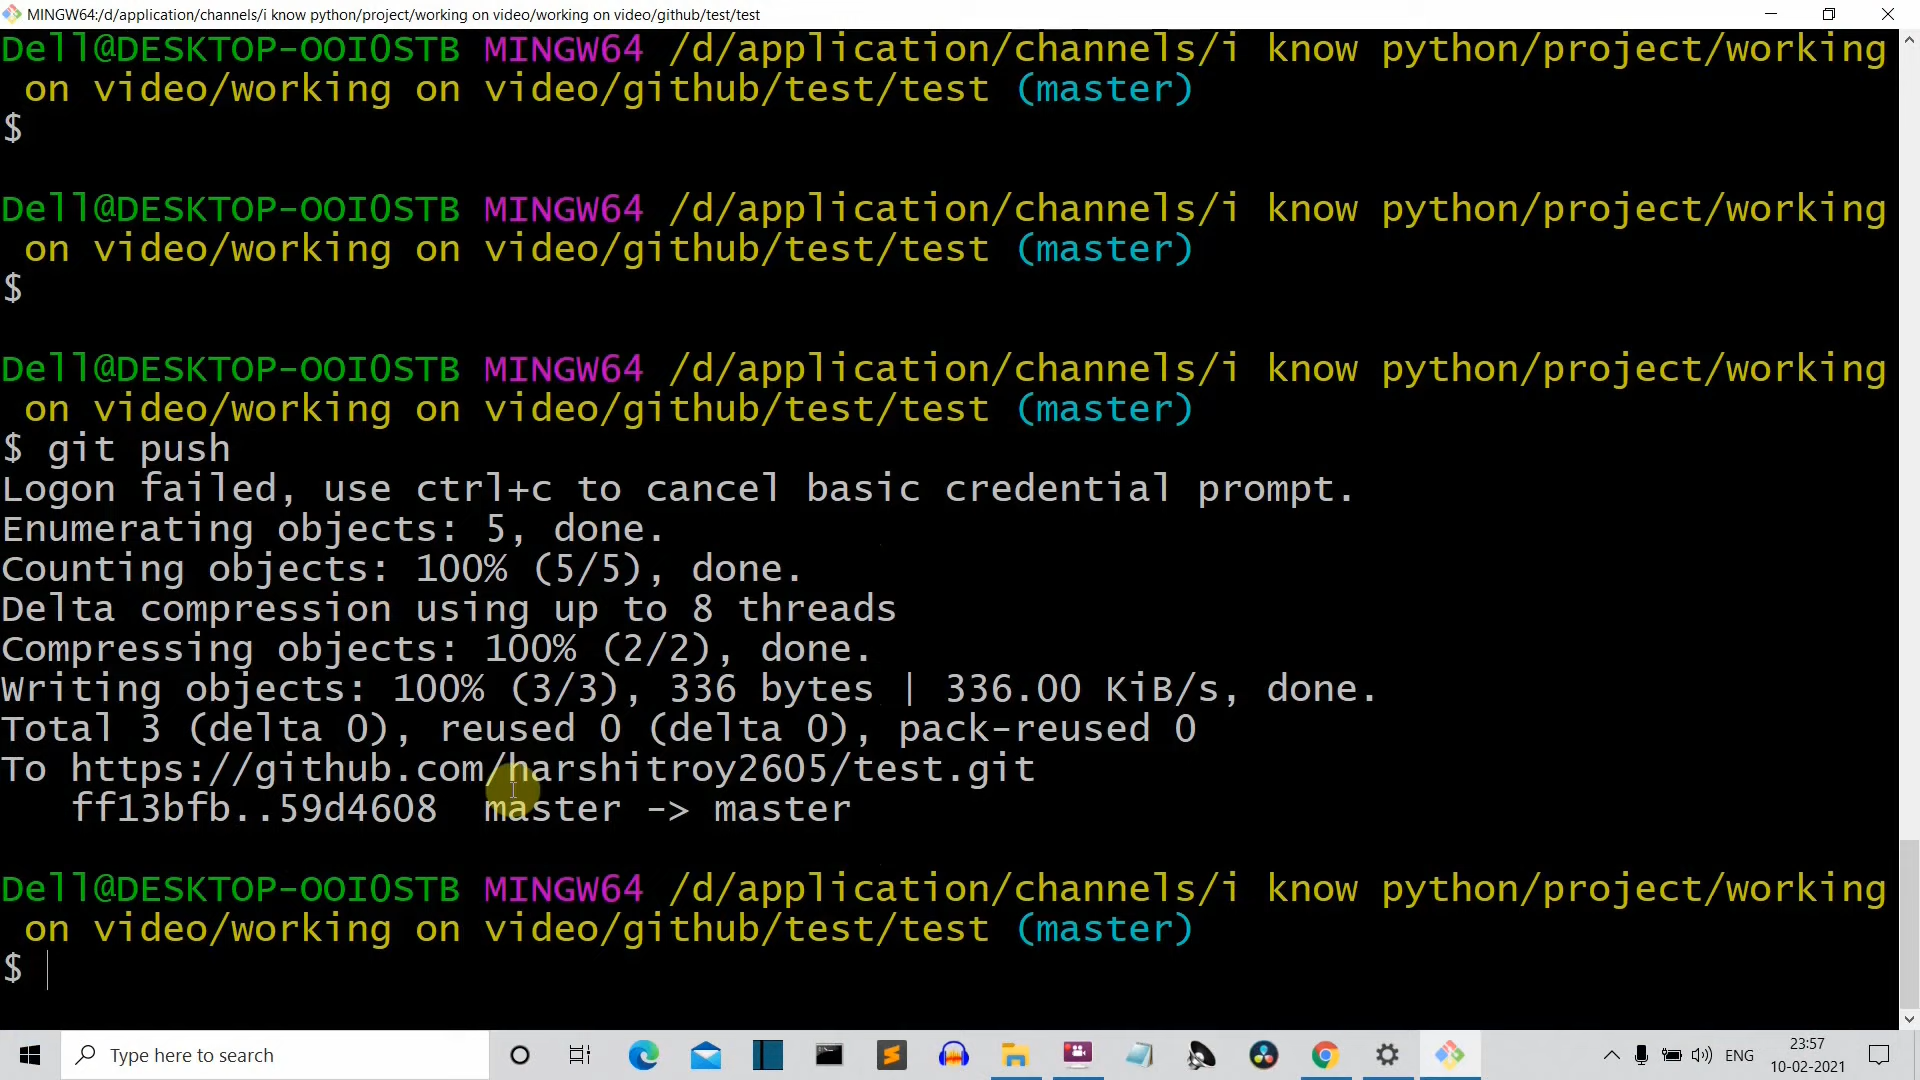 MINGW64:/d/application/channels/i know python/project/working on video/working on video/github/test/test
Dell@DESKTOP-OOI0STB MINGW64 /d/application/channels/i know python/project/working
on video/working on video/github/test/test (master)
$
Dell@DESKTOP-OOI0STB MINGW64 /d/application/channels/i know python/project/working
on video/working on video/github/test/test (master)
$
Dell@DESKTOP-OOI0STB MINGW64 /d/application/channels/i know python/project/working
on video/working on video/github/test/test (master)
$ git push
Logon failed, use ctrl+c to cancel basic credential prompt.
Enumerating objects: 5, done.
Counting objects: 100% (5/5), done.
Delta compression using up to 8 threads
Compressing objects: 100% (2/2), done.
Writing objects: 100% (3/3), 336 bytes | 336.00 KiB/s, done.
Total 3 (delta 0), reused 0 (delta 0), pack-reused 0
To https://github.com/harshitroy2605/test.git
ff13bfb..59d4608  master -> master
Dell@DESKTOP-OOI0STB MINGW64 /d/application/channels/i know python/project/working
on video/working on video/github/test/test (master)
$
Type here to search
ENG
23:57
10-02-2021